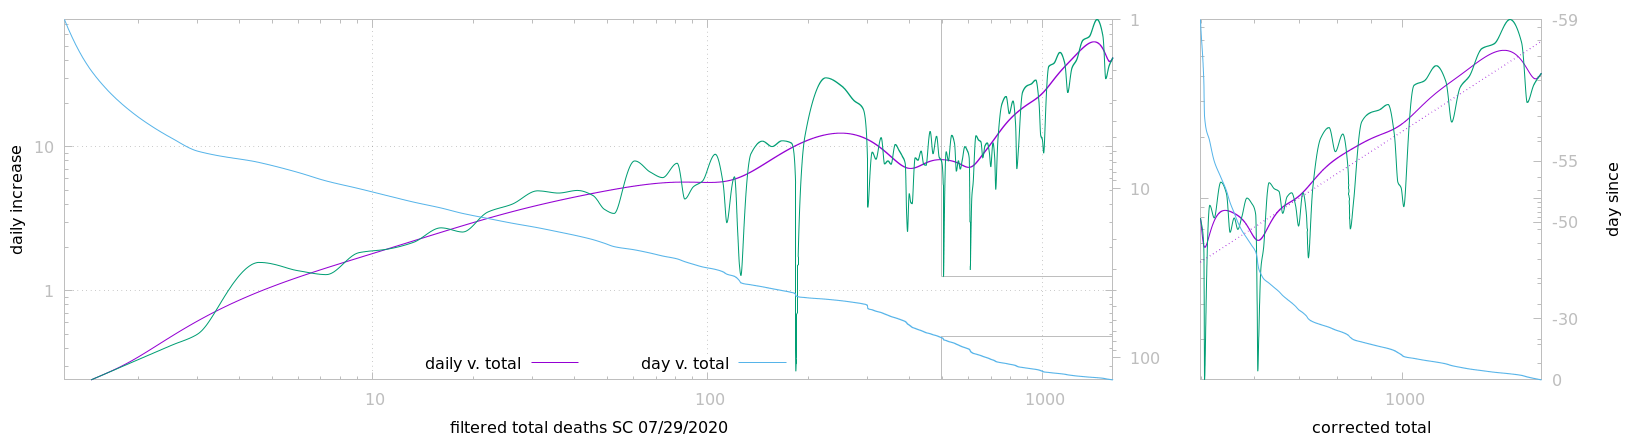 daily increase
10
1
daily v. total
day v. total
10
100
1000
1
10
100
filtered total deaths SC 07/29/2020
1000
corrected total
-59
-55
-50
-30
0
day since